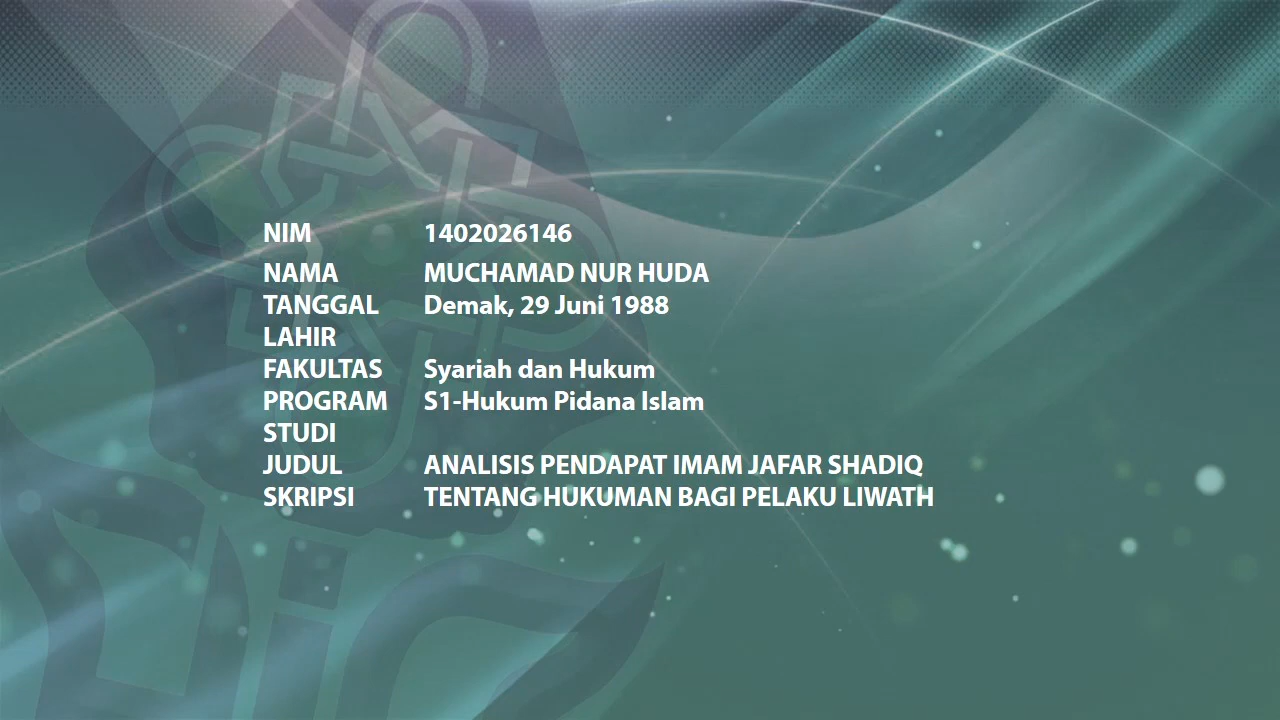 NIM 1402026146
NAMA MUCHAMAD NUR HUDA
TANGGAL Demak, 29 Juni 1988
LAHIR
FAKULTAS Syariah dan Hukum
PROGRAM S1-Hukum Pidana Islam
STUDI
JUDUL ANALISIS PENDAPAT IMAM JAFAR SHADIQ
SKRIPSI TENTANG HUKUMAN BAGI PELAKU LIWATH